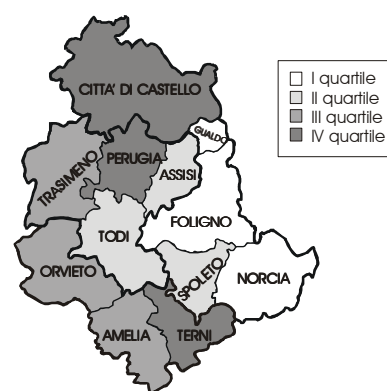 CITTA' DI CASTELLO
GUALDO
PERUGIA
TRASIMENO
ASSISI
FOLIGNO
TODI
ORVIETO
SPOLETO
NORCIA
AMELIA
TERNI
I quartile
II quartile
III quartile
IV quartile